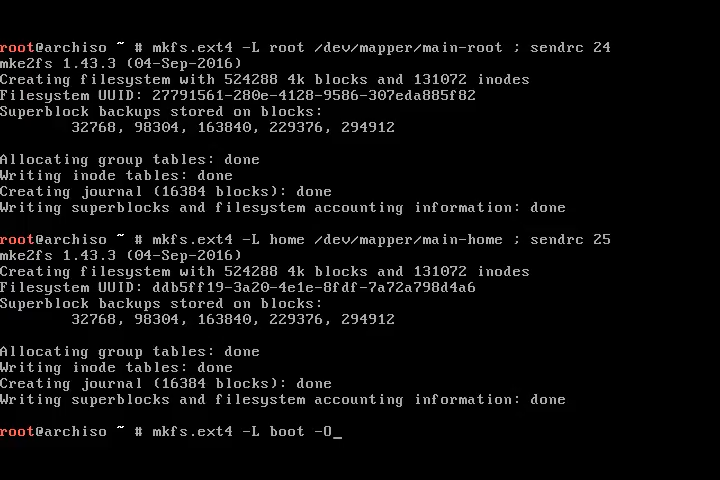 root@archiso ~ # mkfs.ext4 -L root /dev/mapper/main-root ; sendrc 24
mke2fs 1.43.3 (04-Sep-2016)
Creating filesystem with 524288 4k blocks and 131072 inodes
Filesystem UUID: 27791561-280e-4128-9586-307eda885f82
Superblock backups stored on blocks:
32768, 98304, 163840, 229376, 294912
Allocating group tables: done
Writing inode tables: done
Creating journal (16384 blocks): done
Writing superblocks and filesystem accounting information: done
root@archiso ~ # mkfs.ext4 -L home /dev/mapper/main-home ; sendrc 25
mke2fs 1.43.3 (04-Sep-2016)
Creating filesystem with 524288 4k blocks and 131072 inodes
Filesystem UUID: ddb5ff19-3a20-4e1e-8fdf-7a72a798d4a6
Superblock backups stored on blocks:
32768, 98304, 163840, 229376, 294912
Allocating group tables: done
Writing inode tables: done
Creating journal (16384 blocks): done
Writing superblocks and filesystem accounting information: done
root@archiso ~ # mkfs.ext4 -L boot -O_